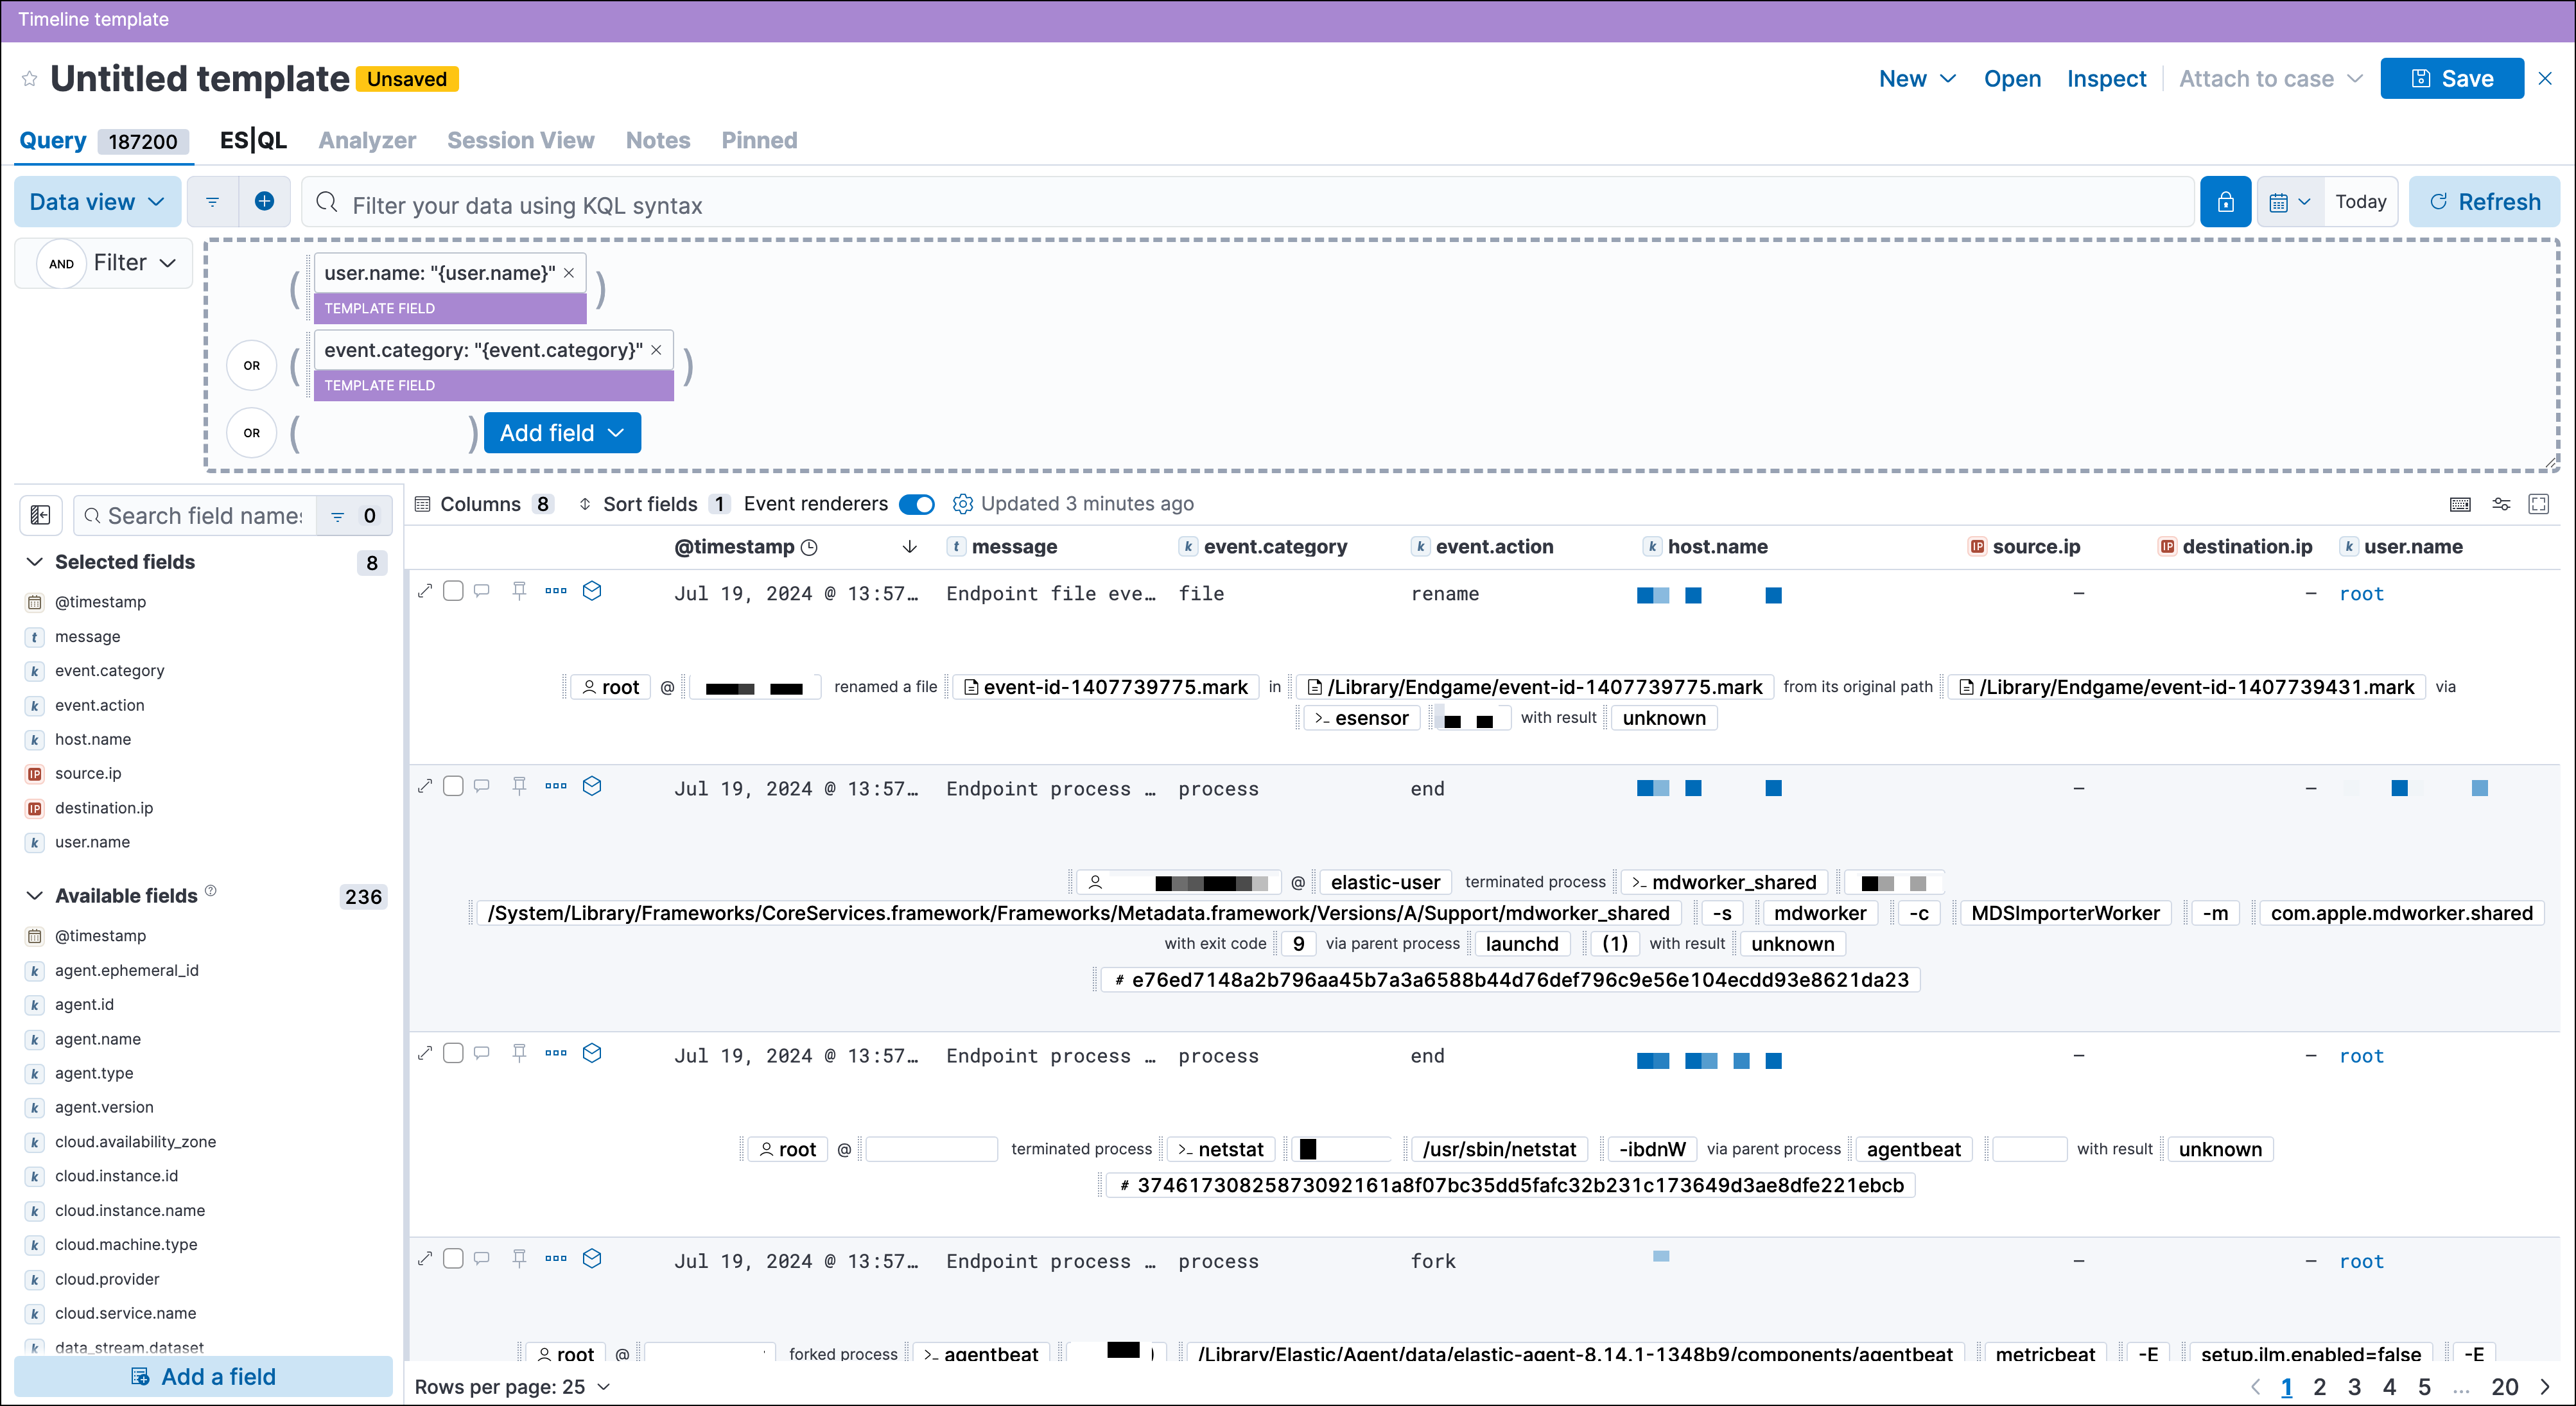 Timeline template
Untitled template Unsaved New Open Inspect Attach to case Save
Query 187200 ES|QL Analyzer Session View Notes Pinned
Data view Filter your data using KQL syntax Today Refresh
AND Filter
( user.name: "{user.name}" × )
TEMPLATE FIELD
OR ( event.category: "{event.category}" × )
TEMPLATE FIELD
OR ( ) Add field
Search field names 0
Selected fields 8
@timestamp
t message
k event.category
k event.action
k host.name
IP source.ip
IP destination.ip
k user.name
Available fields 236
@timestamp
k agent.ephemeral_id
k agent.id
k agent.name
k agent.type
k agent.version
k cloud.availability_zone
k cloud.instance.id
k cloud.instance.name
k cloud.machine.type
k cloud.provider
k cloud.service.name
k data_stream.dataset
Add a field
Columns 8 Sort fields 1 Event renderers Updated 3 minutes ago
@timestamp t message k event.category k event.action k host.name IP source.ip IP destination.ip k user.name
Jul 19, 2024 @ 13:57… Endpoint file eve… file rename — — root
root @ renamed a file event-id-1407739775.mark in /Library/Endgame/event-id-1407739775.mark from its original path /Library/Endgame/event-id-1407739431.mark via
>_ esensor with result unknown
Jul 19, 2024 @ 13:57… Endpoint process … process end — —
@ elastic-user terminated process >_ mdworker_shared
/System/Library/Frameworks/CoreServices.framework/Frameworks/Metadata.framework/Versions/A/Support/mdworker_shared -s mdworker -c MDSImporterWorker -m com.apple.mdworker.shared
with exit code 9 via parent process launchd (1) with result unknown
# e76ed7148a2b796aa45b7a3a6588b44d76def796c9e56e104ecdd93e8621da23
Jul 19, 2024 @ 13:57… Endpoint process … process end — — root
root @ terminated process >_ netstat /usr/sbin/netstat -ibdnW via parent process agentbeat with result unknown
# 37461730825873092161a8f07bc35dd5fafc32b231c173649d3ae8dfe221ebcb
Jul 19, 2024 @ 13:57… Endpoint process … process fork — — root
root @ forked process >_ agentbeat ) /Library/Elastic/Agent/data/elastic-agent-8.14.1-1348b9/components/agentbeat metricbeat -E setup.ilm.enabled=false -E
Rows per page: 25 1 2 3 4 5 … 20